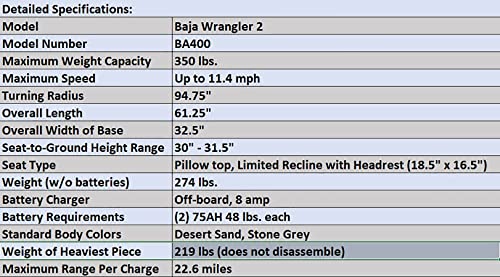 Detailed Specifications:
Model Baja Wrangler 2
Model Number BA400
Maximum Weight Capacity 350 lbs.
Maximum Speed Up to 11.4 mph
Turning Radius 94.75"
Overall Length 61.25"
Overall Width of Base 32.5"
Seat-to-Ground Height Range 30" - 31.5"
Seat Type Pillow top, Limited Recline with Headrest (18.5" x 16.5")
Weight (w/o batteries) 274 lbs.
Battery Charger Off-board, 8 amp
Battery Requirements (2) 75AH 48 lbs. each
Standard Body Colors Desert Sand, Stone Grey
Weight of Heaviest Piece 219 lbs (does not disassemble)
Maximum Range Per Charge 22.6 miles